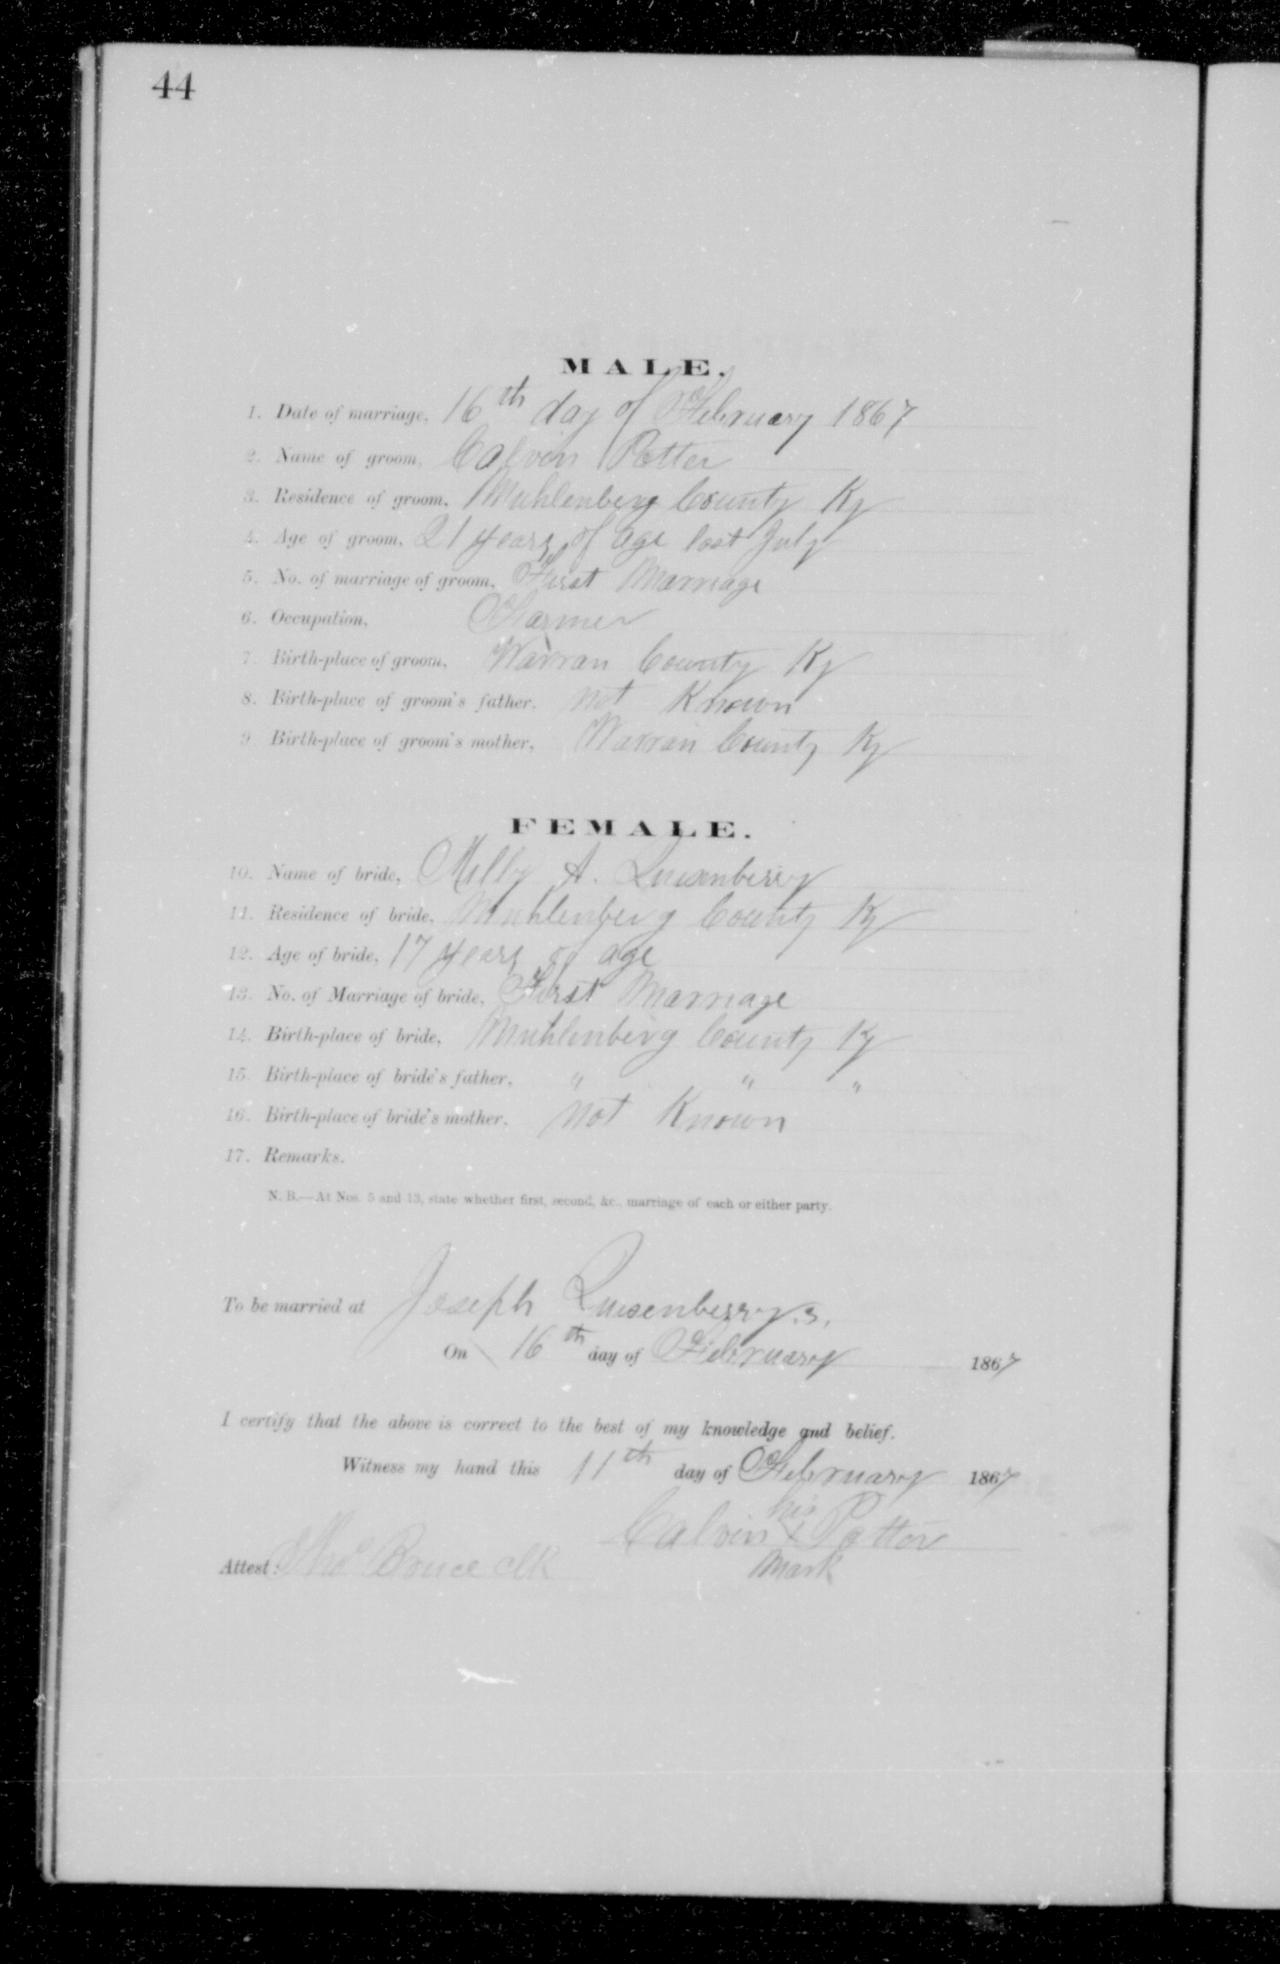 44
MALE.
1. Date of marriage, 16th day of February 1867
2. Name of groom, Calvin Potter
3. Residence of groom, Muhlenberg County Ky
4. Age of groom, 21 years of age last July
5. No. of marriage of groom, First Marriage
6. Occupation, Farmer
7. Birth-place of groom, Warran County Ky
8. Birth-place of groom's father, not Known
9. Birth-place of groom's mother, Warran County Ky
FEMALE.
10. Name of bride, Milly A. Quisenberry
11. Residence of bride, Muhlenberg County Ky
12. Age of bride, 17 years of age
13. No. of Marriage of bride, First Marriage
14. Birth-place of bride, Muhlenberg County Ky
15. Birth-place of bride's father, " " "
16. Birth-place of bride's mother, not Known
17. Remarks.
N. B.—At Nos. 5 and 13, state whether first, second, &c., marriage of each or either party.
To be married at Joseph Quisenberrys.
On 16th day of February 1867
I certify that the above is correct to the best of my knowledge and belief.
Witness my hand this 11th day of February 1867
his
Calvin x Potter
Attest: Tho Bruce clk mark